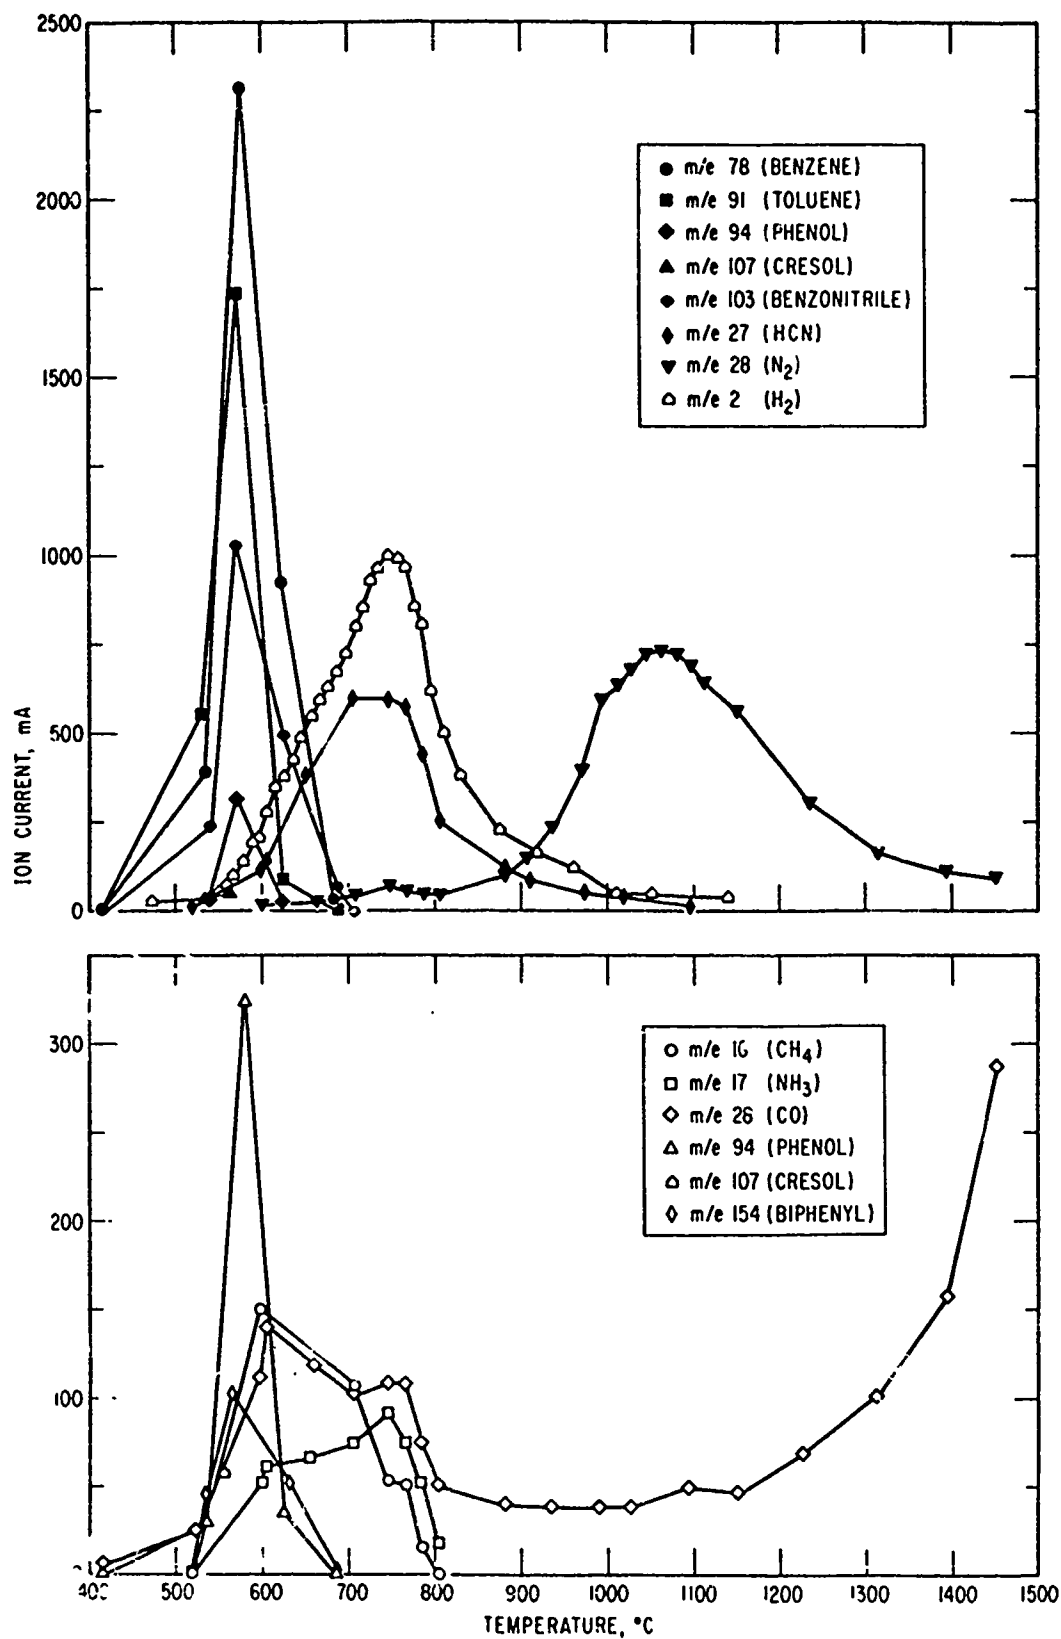 2500
2000
1500
1000
500
0
ION CURRENT, mA
m/e 78 (BENZENE)
m/e 91 (TOLUENE)
m/e 94 (PHENOL)
m/e 107 (CRESOL)
m/e 103 (BENZONITRILE)
m/e 27 (HCN)
m/e 28 (N2)
m/e 2 (H2)
300
200
100
m/e 16 (CH4)
m/e 17 (NH3)
m/e 26 (CO)
m/e 94 (PHENOL)
m/e 107 (CRESOL)
m/e 154 (BIPHENYL)
500 600 700 800 900 1000 1100 1200 1300 1400 1500
TEMPERATURE, °C